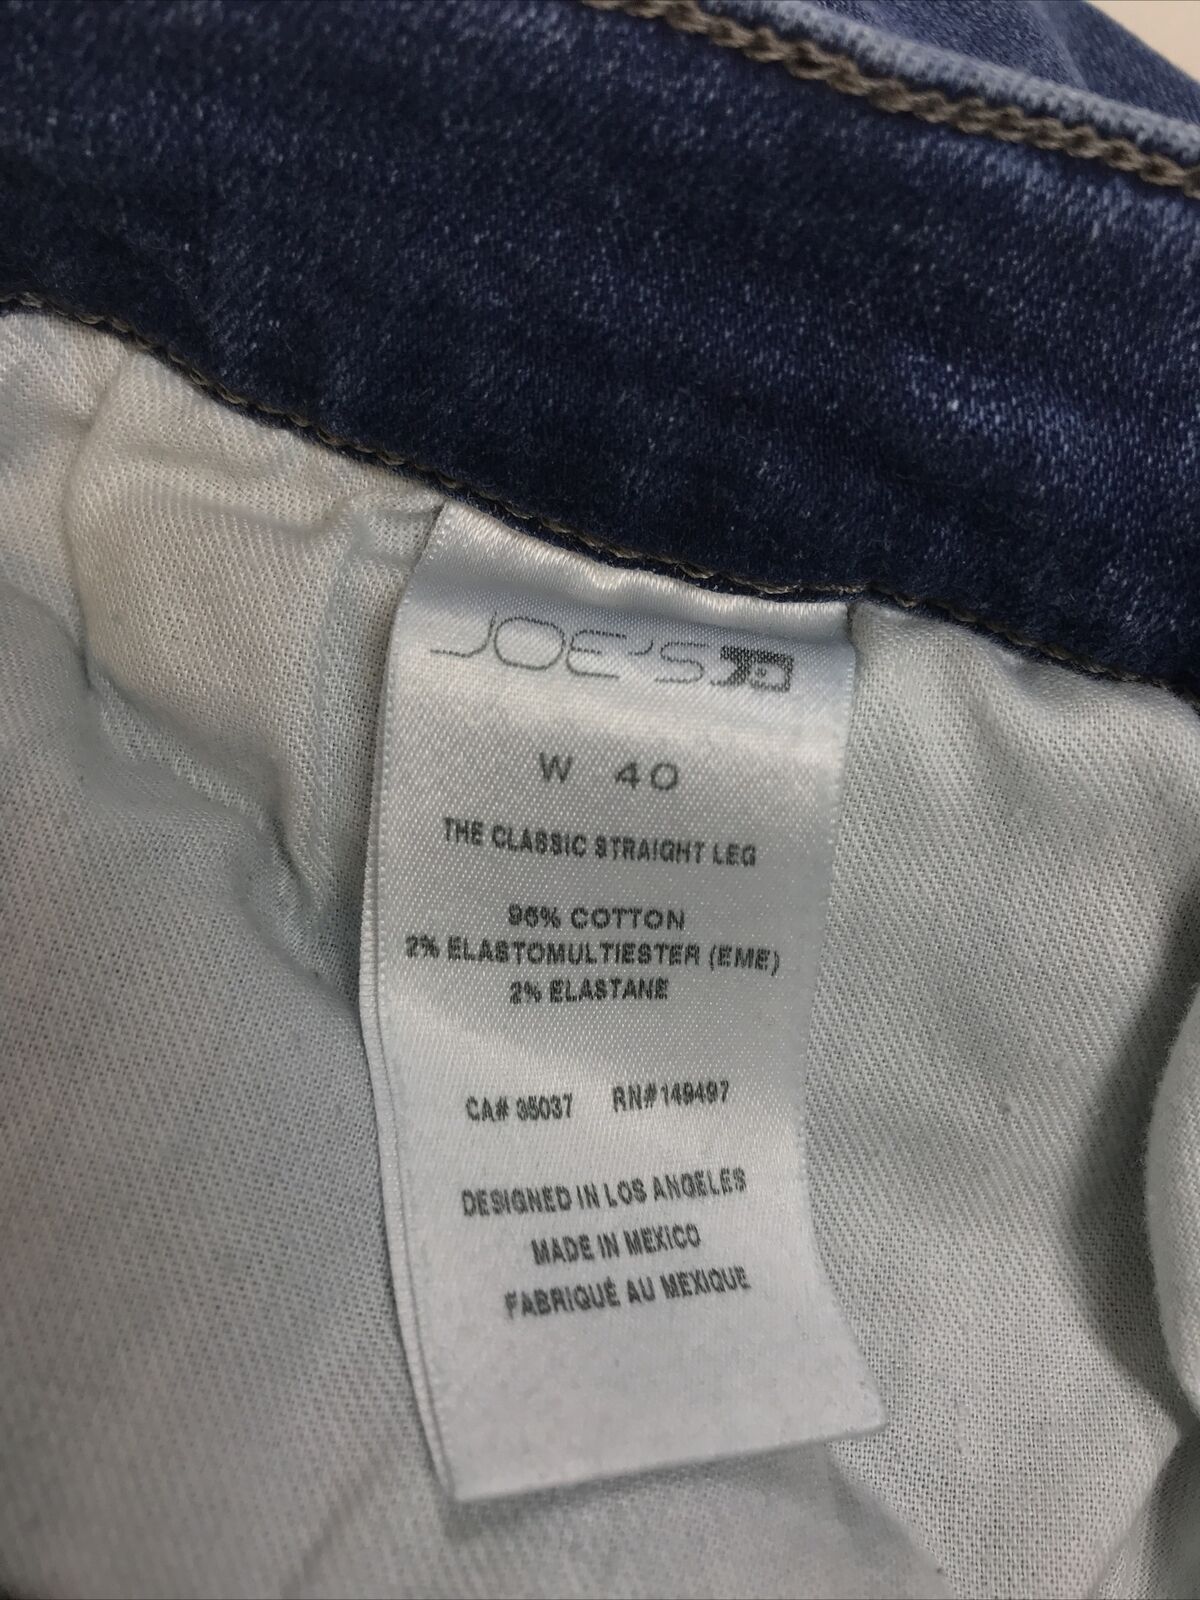 JOE'S
W 40
THE CLASSIC STRAIGHT LEG
96% COTTON
2% ELASTOMULTIESTER (EME)
2% ELASTANE
CA# 35037 RN# 149497
DESIGNED IN LOS ANGELES
MADE IN MEXICO
FABRIQUÉ AU MEXIQUE